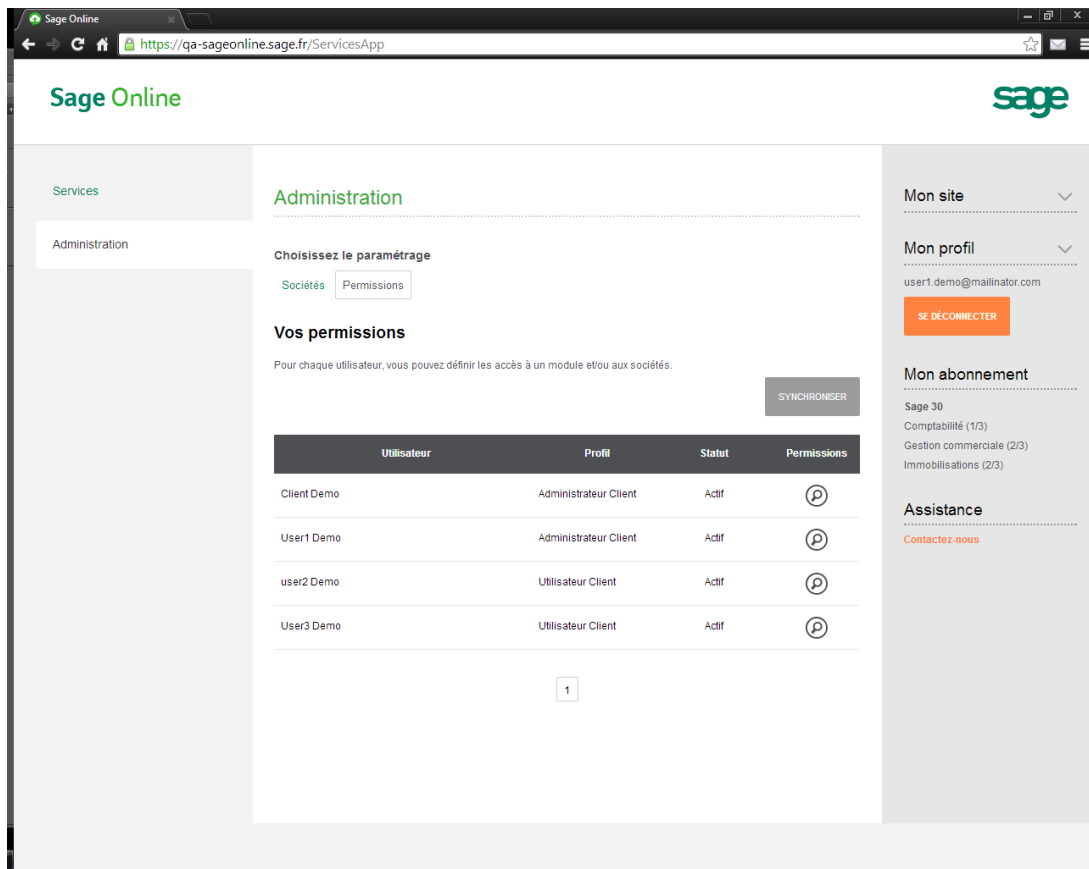 Sage Online
https://qa-sageonline.sage.fr/ServicesApp
Sage Online
sage
Services
Administration
Administration
Choisissez le paramétrage
Sociétés Permissions
Vos permissions
Pour chaque utilisateur, vous pouvez définir les accès à un module et/ou aux sociétés.
SYNCHRONISER
Utilisateur Profil Statut Permissions
Client Demo Administrateur Client Actif
User1 Demo Administrateur Client Actif
user2 Demo Utilisateur Client Actif
User3 Demo Utilisateur Client Actif
1
Mon site
Mon profil
user1.demo@mailinator.com
SE DÉCONNECTER
Mon abonnement
Sage 30
Comptabilité (1/3)
Gestion commerciale (2/3)
Immobilisations (2/3)
Assistance
Contactez-nous